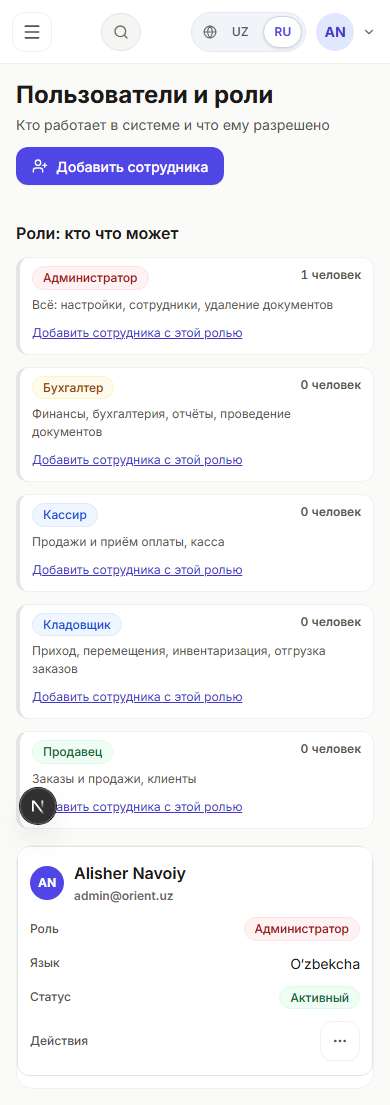 UZ RU AN
Пользователи и роли
Кто работает в системе и что ему разрешено
Добавить сотрудника
Роли: кто что может
Администратор 1 человек
Всё: настройки, сотрудники, удаление документов
Добавить сотрудника с этой ролью
Бухгалтер 0 человек
Финансы, бухгалтерия, отчёты, проведение
документов
Добавить сотрудника с этой ролью
Кассир 0 человек
Продажи и приём оплаты, касса
Добавить сотрудника с этой ролью
Кладовщик 0 человек
Приход, перемещения, инвентаризация, отгрузка
заказов
Добавить сотрудника с этой ролью
Продавец 0 человек
Заказы и продажи, клиенты
N сотрудника с этой ролью
AN Alisher Navoiy
admin@orient.uz
Роль Администратор
Язык O'zbekcha
Статус Активный
Действия ...